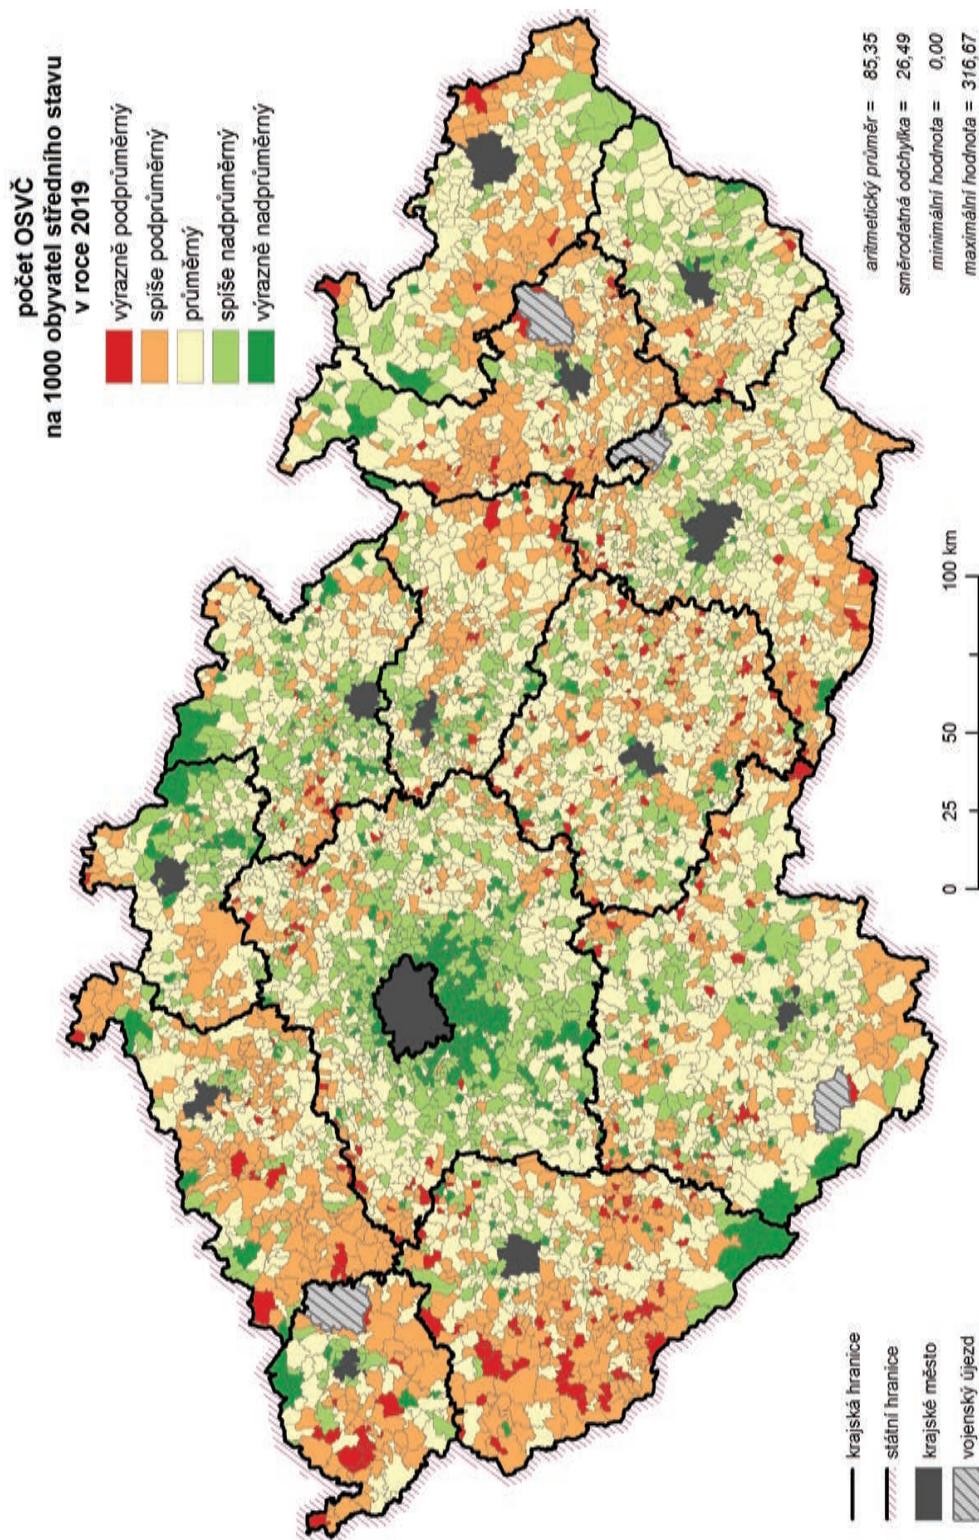 počet OSVČ
na 1000 obyvatel středního stavu
v roce 2019
výrazně podprůměrný
spíše podprůměrný
průměrný
spíše nadprůměrný
výrazně nadprůměrný
aritmetický průměr = 85,35
směrodatná odchylka = 26,49
minimální hodnota = 0,00
maximální hodnota = 316,67
krajská hranice
státní hranice
krajské město
vojenský újezd
0 25 50 100 km